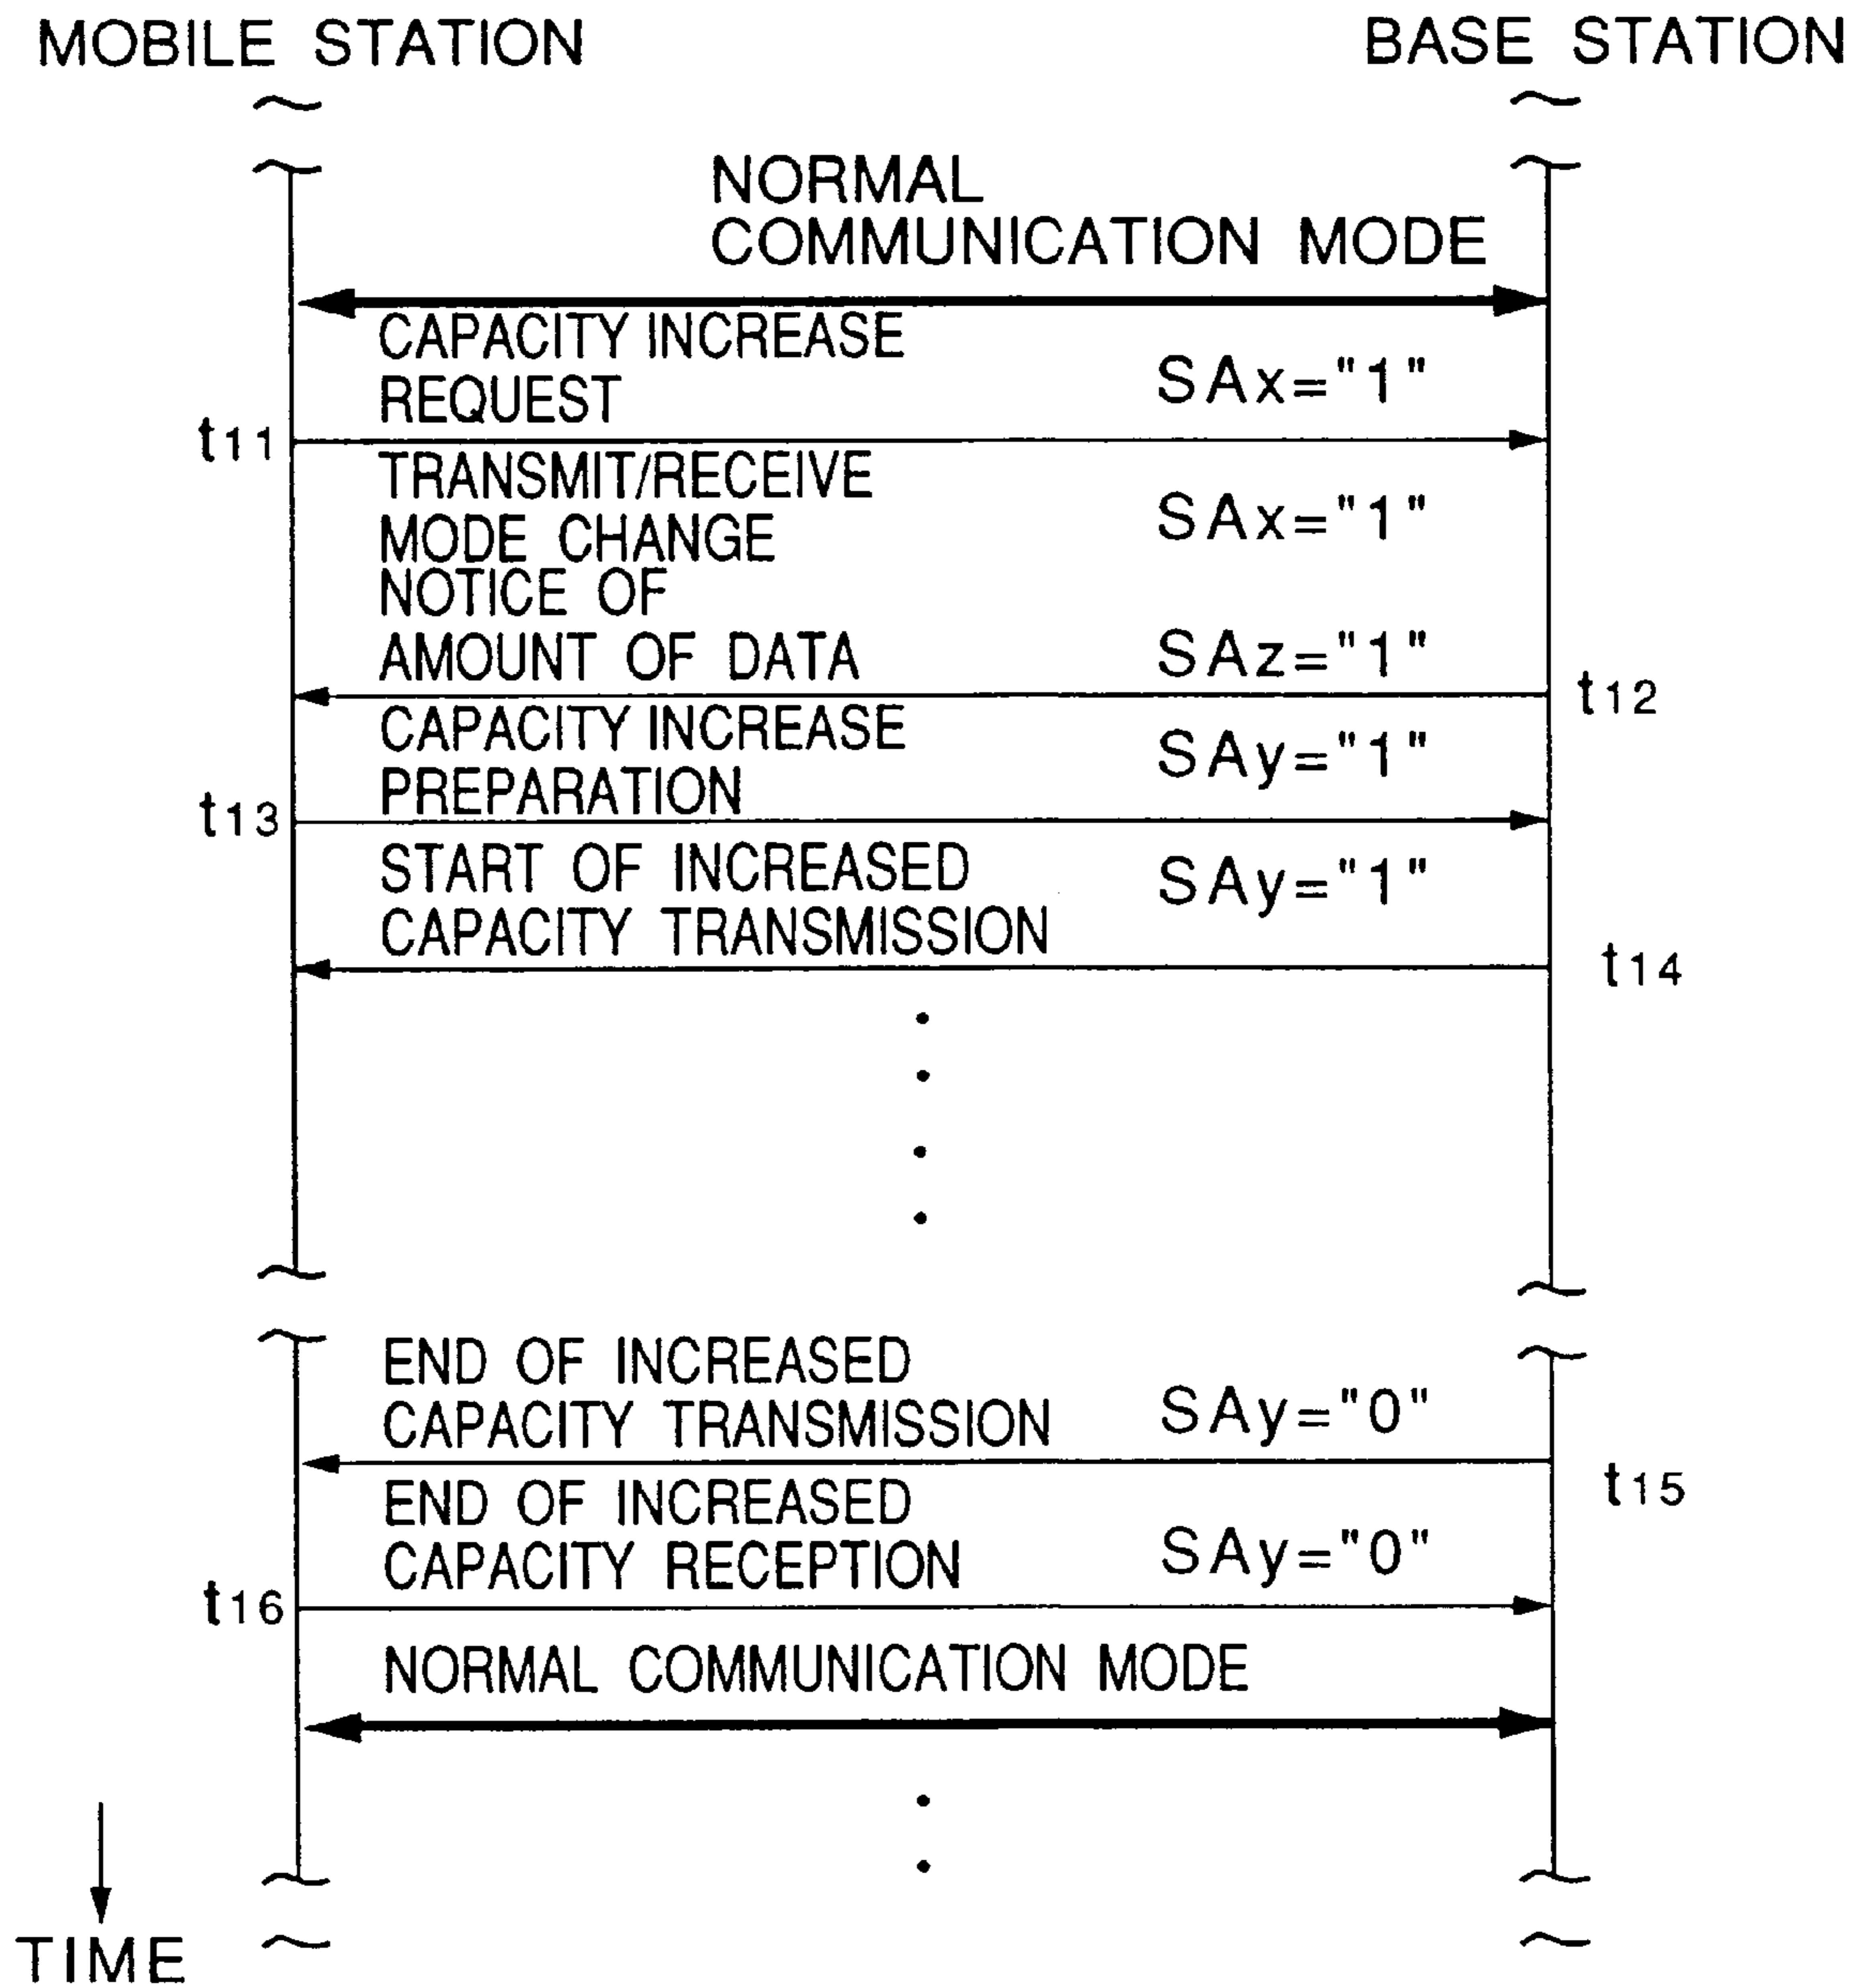 MOBILE STATION
BASE STATION
NORMAL
COMMUNICATION MODE
CAPACITY INCREASE
REQUEST
SAx="1"
t11
TRANSMIT/RECEIVE
MODE CHANGE
SAx="1"
NOTICE OF
AMOUNT OF DATA
SAz="1"
t12
CAPACITY INCREASE
PREPARATION
SAy="1"
t13
START OF INCREASED
CAPACITY TRANSMISSION
SAy="1"
t14
END OF INCREASED
CAPACITY TRANSMISSION
SAy="0"
t15
END OF INCREASED
CAPACITY RECEPTION
SAy="0"
t16
NORMAL COMMUNICATION MODE
TIME